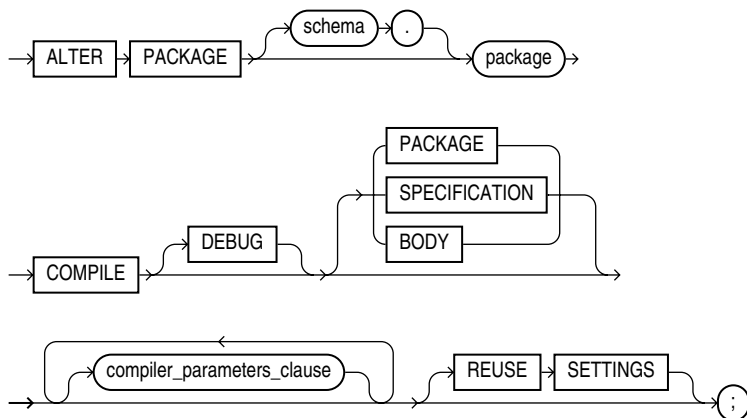 schema .
ALTER PACKAGE package
PACKAGE
SPECIFICATION
DEBUG BODY
COMPILE
compiler_parameters_clause REUSE SETTINGS
;